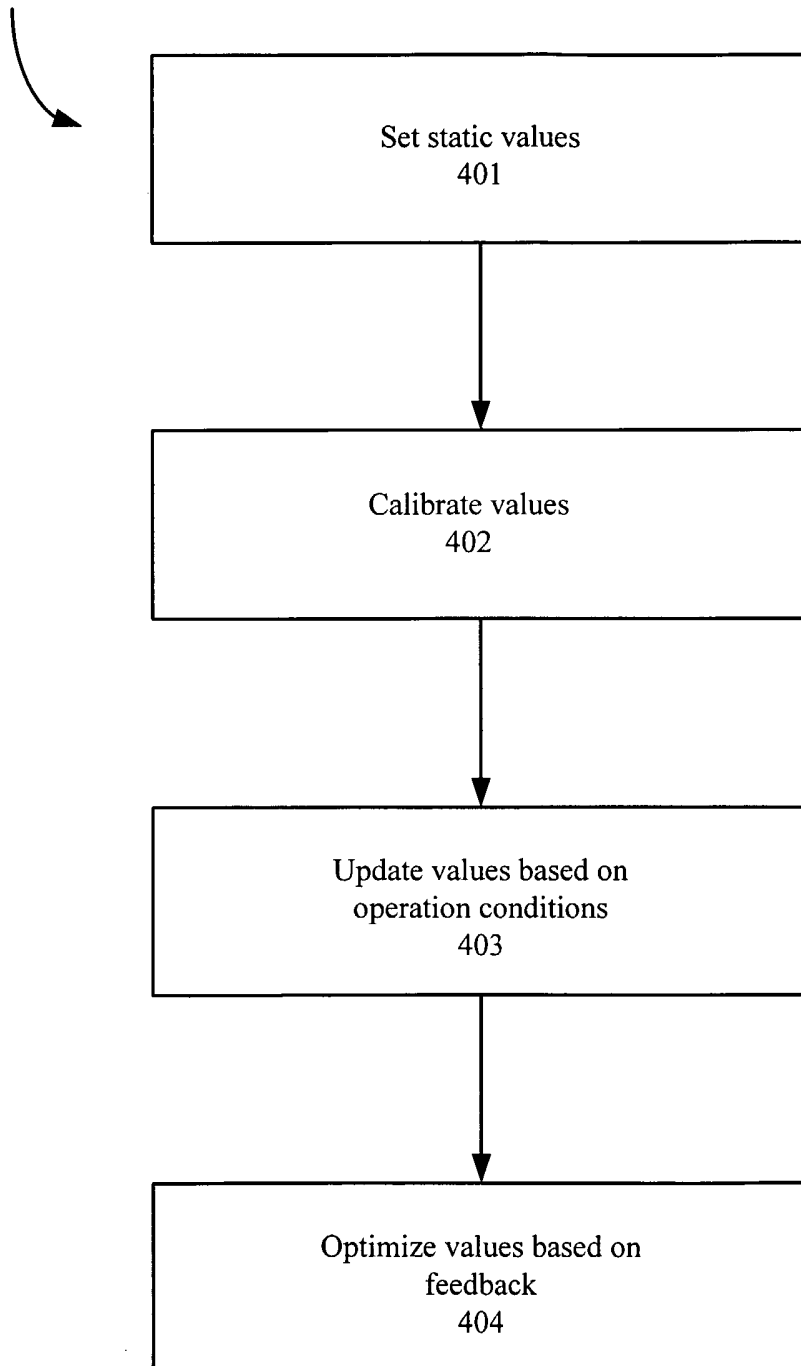 Set static values
401
Calibrate values
402
Update values based on
operation conditions
403
Optimize values based on
feedback
404